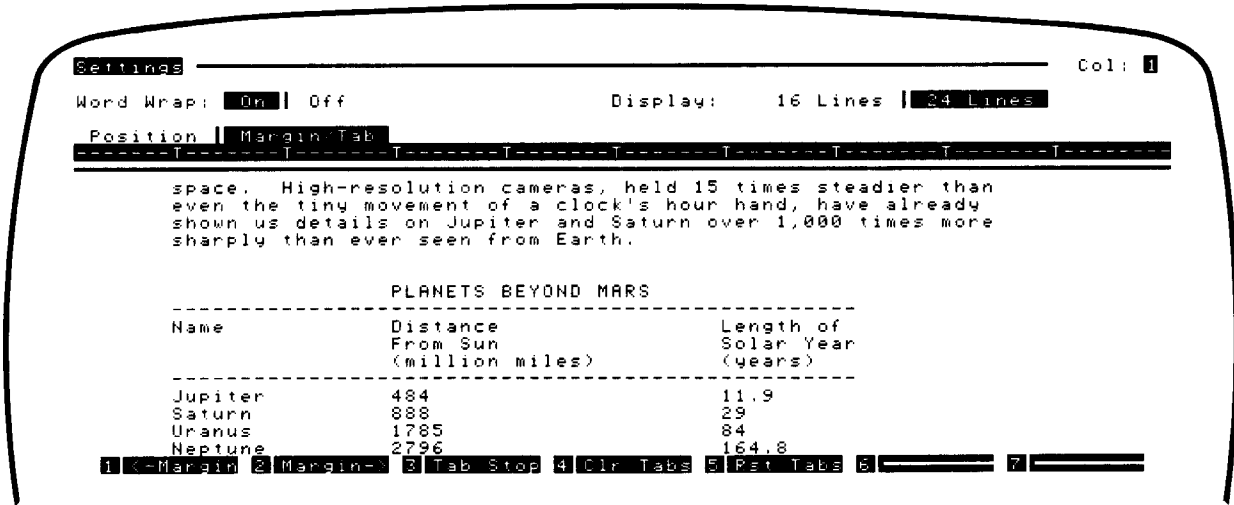 Settings Col: 1
Word Wrap: On Off Display: 16 Lines 24 Lines
Position Margin/Tab
--------T---------T---------T---------T---------T---------T---------T---------T---------T----------
space. High-resolution cameras, held 15 times steadier than
even the tiny movement of a clock's hour hand, have already
shown us details on Jupiter and Saturn over 1,000 times more
sharply than ever seen from Earth.
PLANETS BEYOND MARS
--------------------------------------------------------------
Name Distance Length of
From Sun Solar Year
(million miles) (years)
--------------------------------------------------------------
Jupiter 484 11.9
Saturn 888 29
Uranus 1785 84
Neptune 2796 164.8
1 <-Margin 2 Margin-> 3 Tab Stop 4 Clr Tabs 5 Rst Tabs 6 7